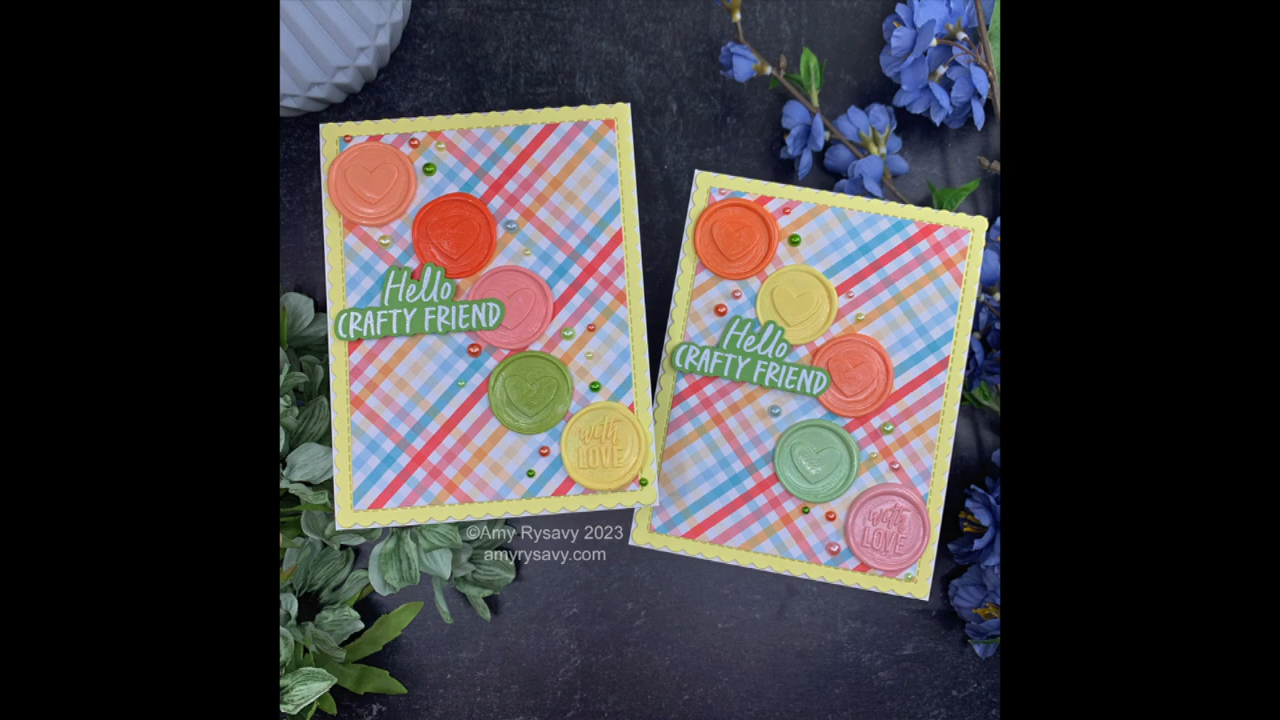 Hello
CRAFTY FRIEND
with
LOVE
Hello
CRAFTY FRIEND
with
LOVE
©Amy Rysavy 2023
amyrysavy.com